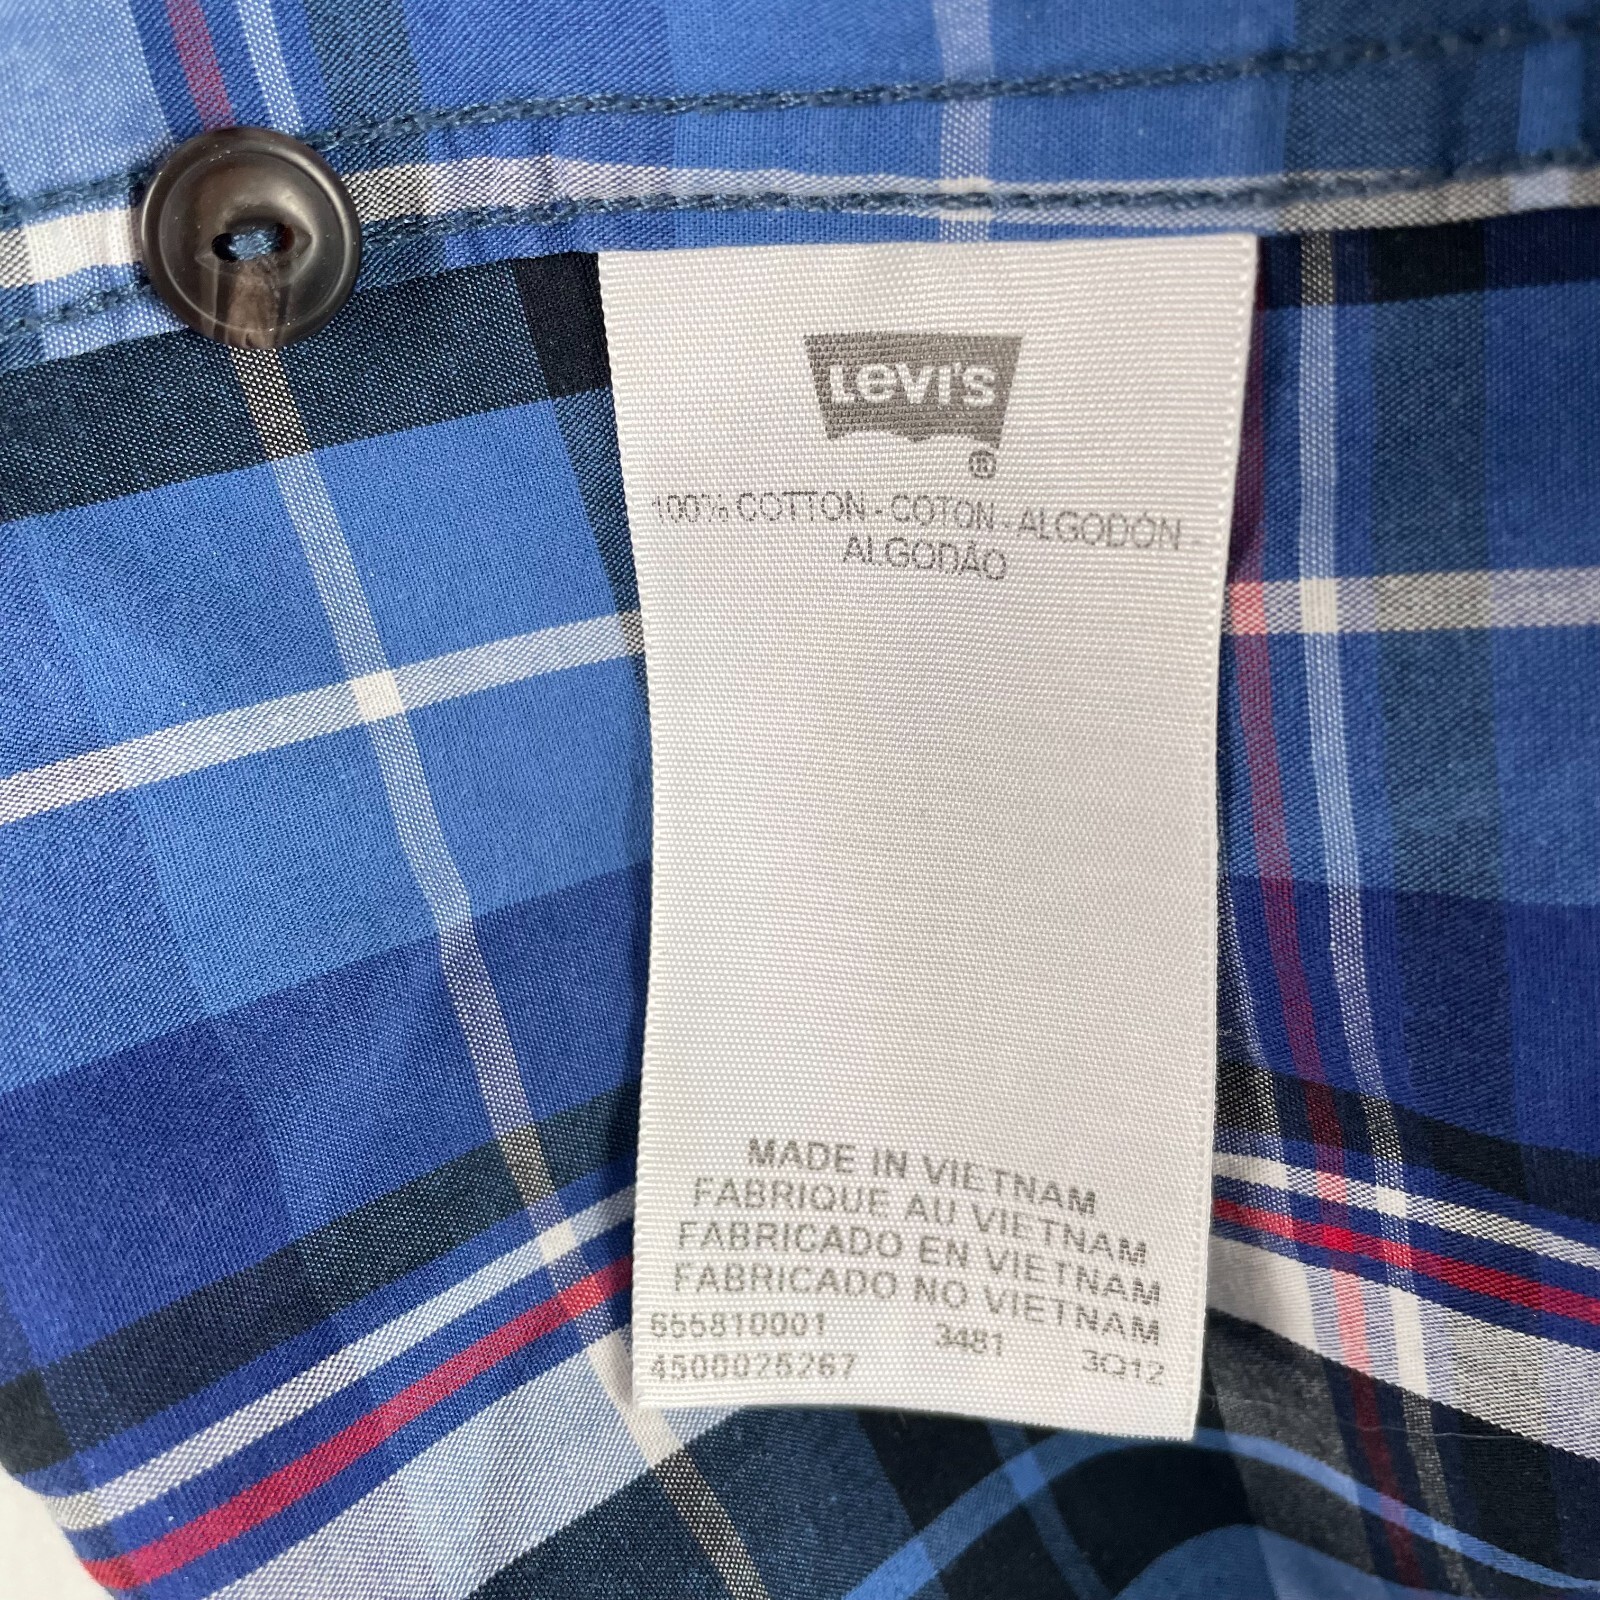 LEVI'S
®
100% COTTON - COTON - ALGODÓN -
ALGODÃO
MADE IN VIETNAM
FABRIQUE AU VIETNAM
FABRICADO EN VIETNAM
FABRICADO NO VIETNAM
655810001 3481 3Q12
4500025267